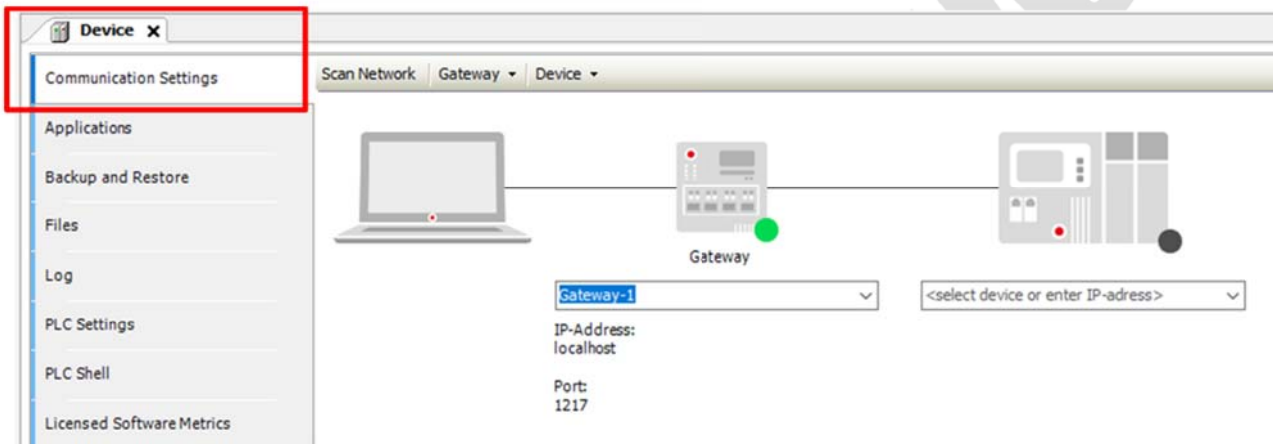 Device X
Communication Settings
Scan Network Gateway Device
Applications
Backup and Restore
Files
Log
PLC Settings
PLC Shell
Licensed Software Metrics
Gateway
Gateway-1
<select device or enter IP-adress>
IP-Address:
localhost
Port:
1217